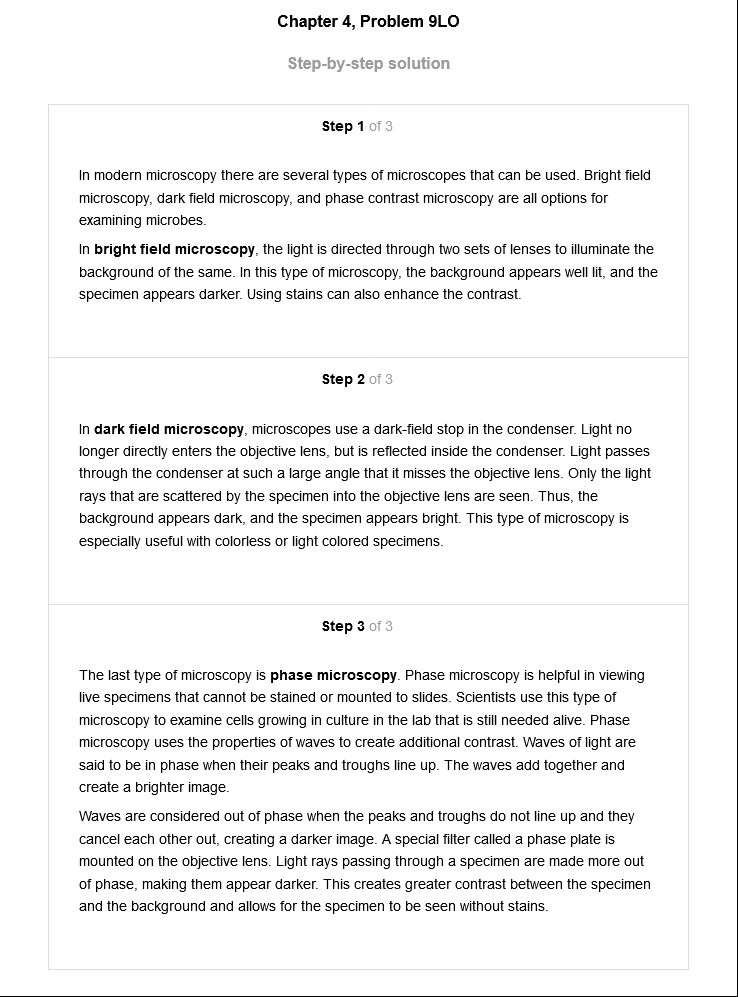 Chapter 4, Problem 9LO
Step-by-step solution
Step 1 of 3
In modern microscopy there are several types of microscopes that can be used. Bright field
microscopy, dark field microscopy, and phase contrast microscopy are all options for
examining microbes.
In bright field microscopy, the light is directed through two sets of lenses to illuminate the
background of the same. In this type of microscopy, the background appears well lit, and the
specimen appears darker. Using stains can also enhance the contrast.
Step 2 of 3
In dark field microscopy, microscopes use a dark-field stop in the condenser. Light no
longer directly enters the objective lens, but is reflected inside the condenser. Light passes
through the condenser at such a large angle that it misses the objective lens. Only the light
rays that are scattered by the specimen into the objective lens are seen. Thus, the
background appears dark, and the specimen appears bright. This type of microscopy is
especially useful with colorless or light colored specimens.
Step 3 of 3
The last type of microscopy is phase microscopy. Phase microscopy is helpful in viewing
live specimens that cannot be stained or mounted to slides. Scientists use this type of
microscopy to examine cells growing in culture in the lab that is still needed alive. Phase
microscopy uses the properties of waves to create additional contrast. Waves of light are
said to be in phase when their peaks and troughs line up. The waves add together and
create a brighter image.
Waves are considered out of phase when the peaks and troughs do not line up and they
cancel each other out, creating a darker image. A special filter called a phase plate is
mounted on the objective lens. Light rays passing through a specimen are made more out
of phase, making them appear darker. This creates greater contrast between the specimen
and the background and allows for the specimen to be seen without stains.